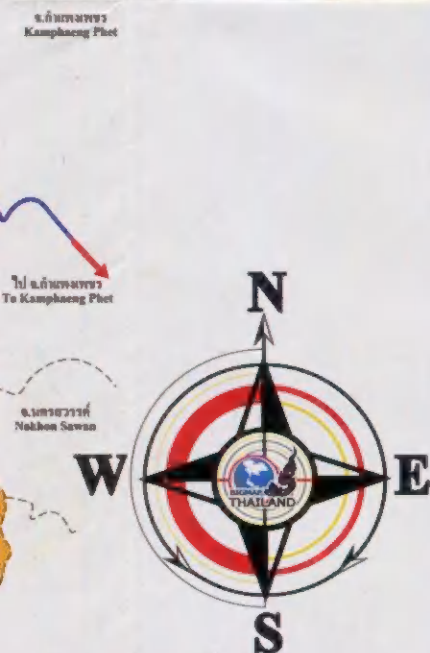 จ.กำแพงเพชร
Kamphaeng Phet
ไป จ.กำแพงเพชร
To Kamphaeng Phet
จ.นครสวรรค์
Nakhon Sawan
N
W
E
S
BIGMAP
THAILAND